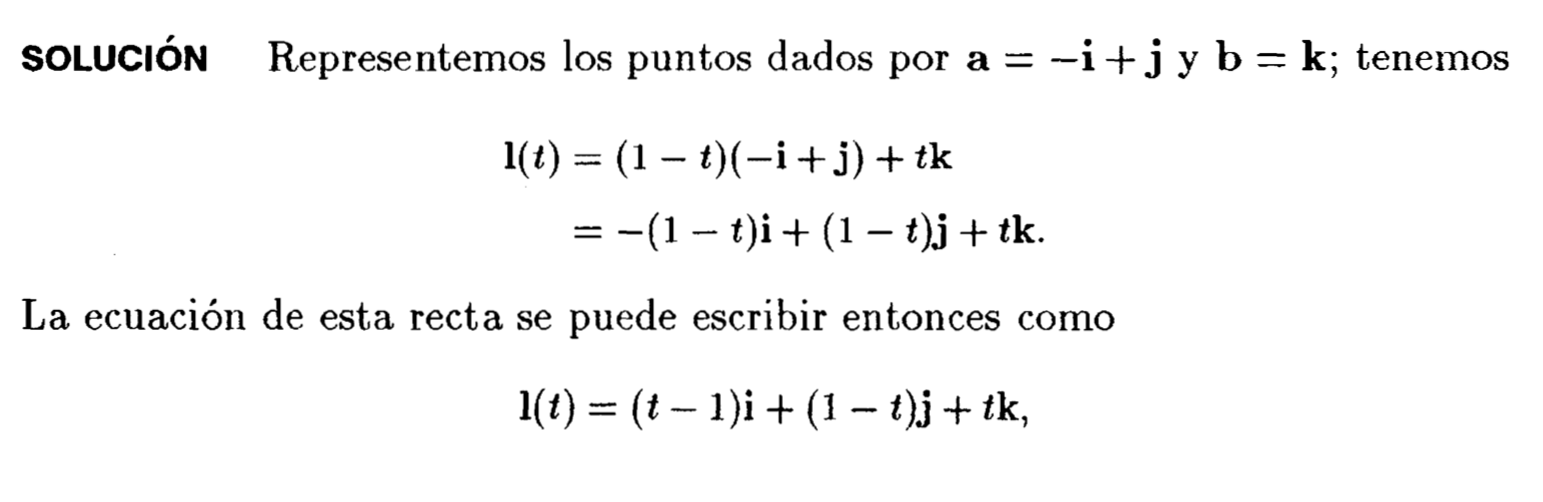 SOLUCIÓN Representemos los puntos dados por a = −i + j y b = k; tenemos
l(t) = (1 − t)(−i + j) + tk
= −(1 − t)i + (1 − t)j + tk.
La ecuación de esta recta se puede escribir entonces como
l(t) = (t − 1)i + (1 − t)j + tk,